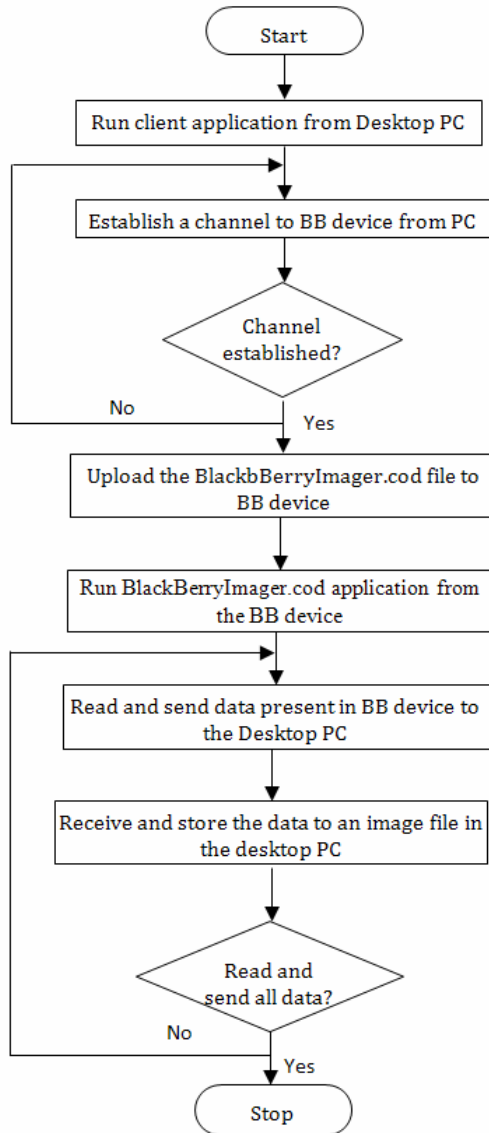 Start
Run client application from Desktop PC
Establish a channel to BB device from PC
Channel
established?
No
Yes
Upload the BlackbBerryImager.cod file to
BB device
Run BlackBerryImager.cod application from
the BB device
Read and send data present in BB device to
the Desktop PC
Receive and store the data to an image file in
the desktop PC
Read and
send all data?
No
Yes
Stop